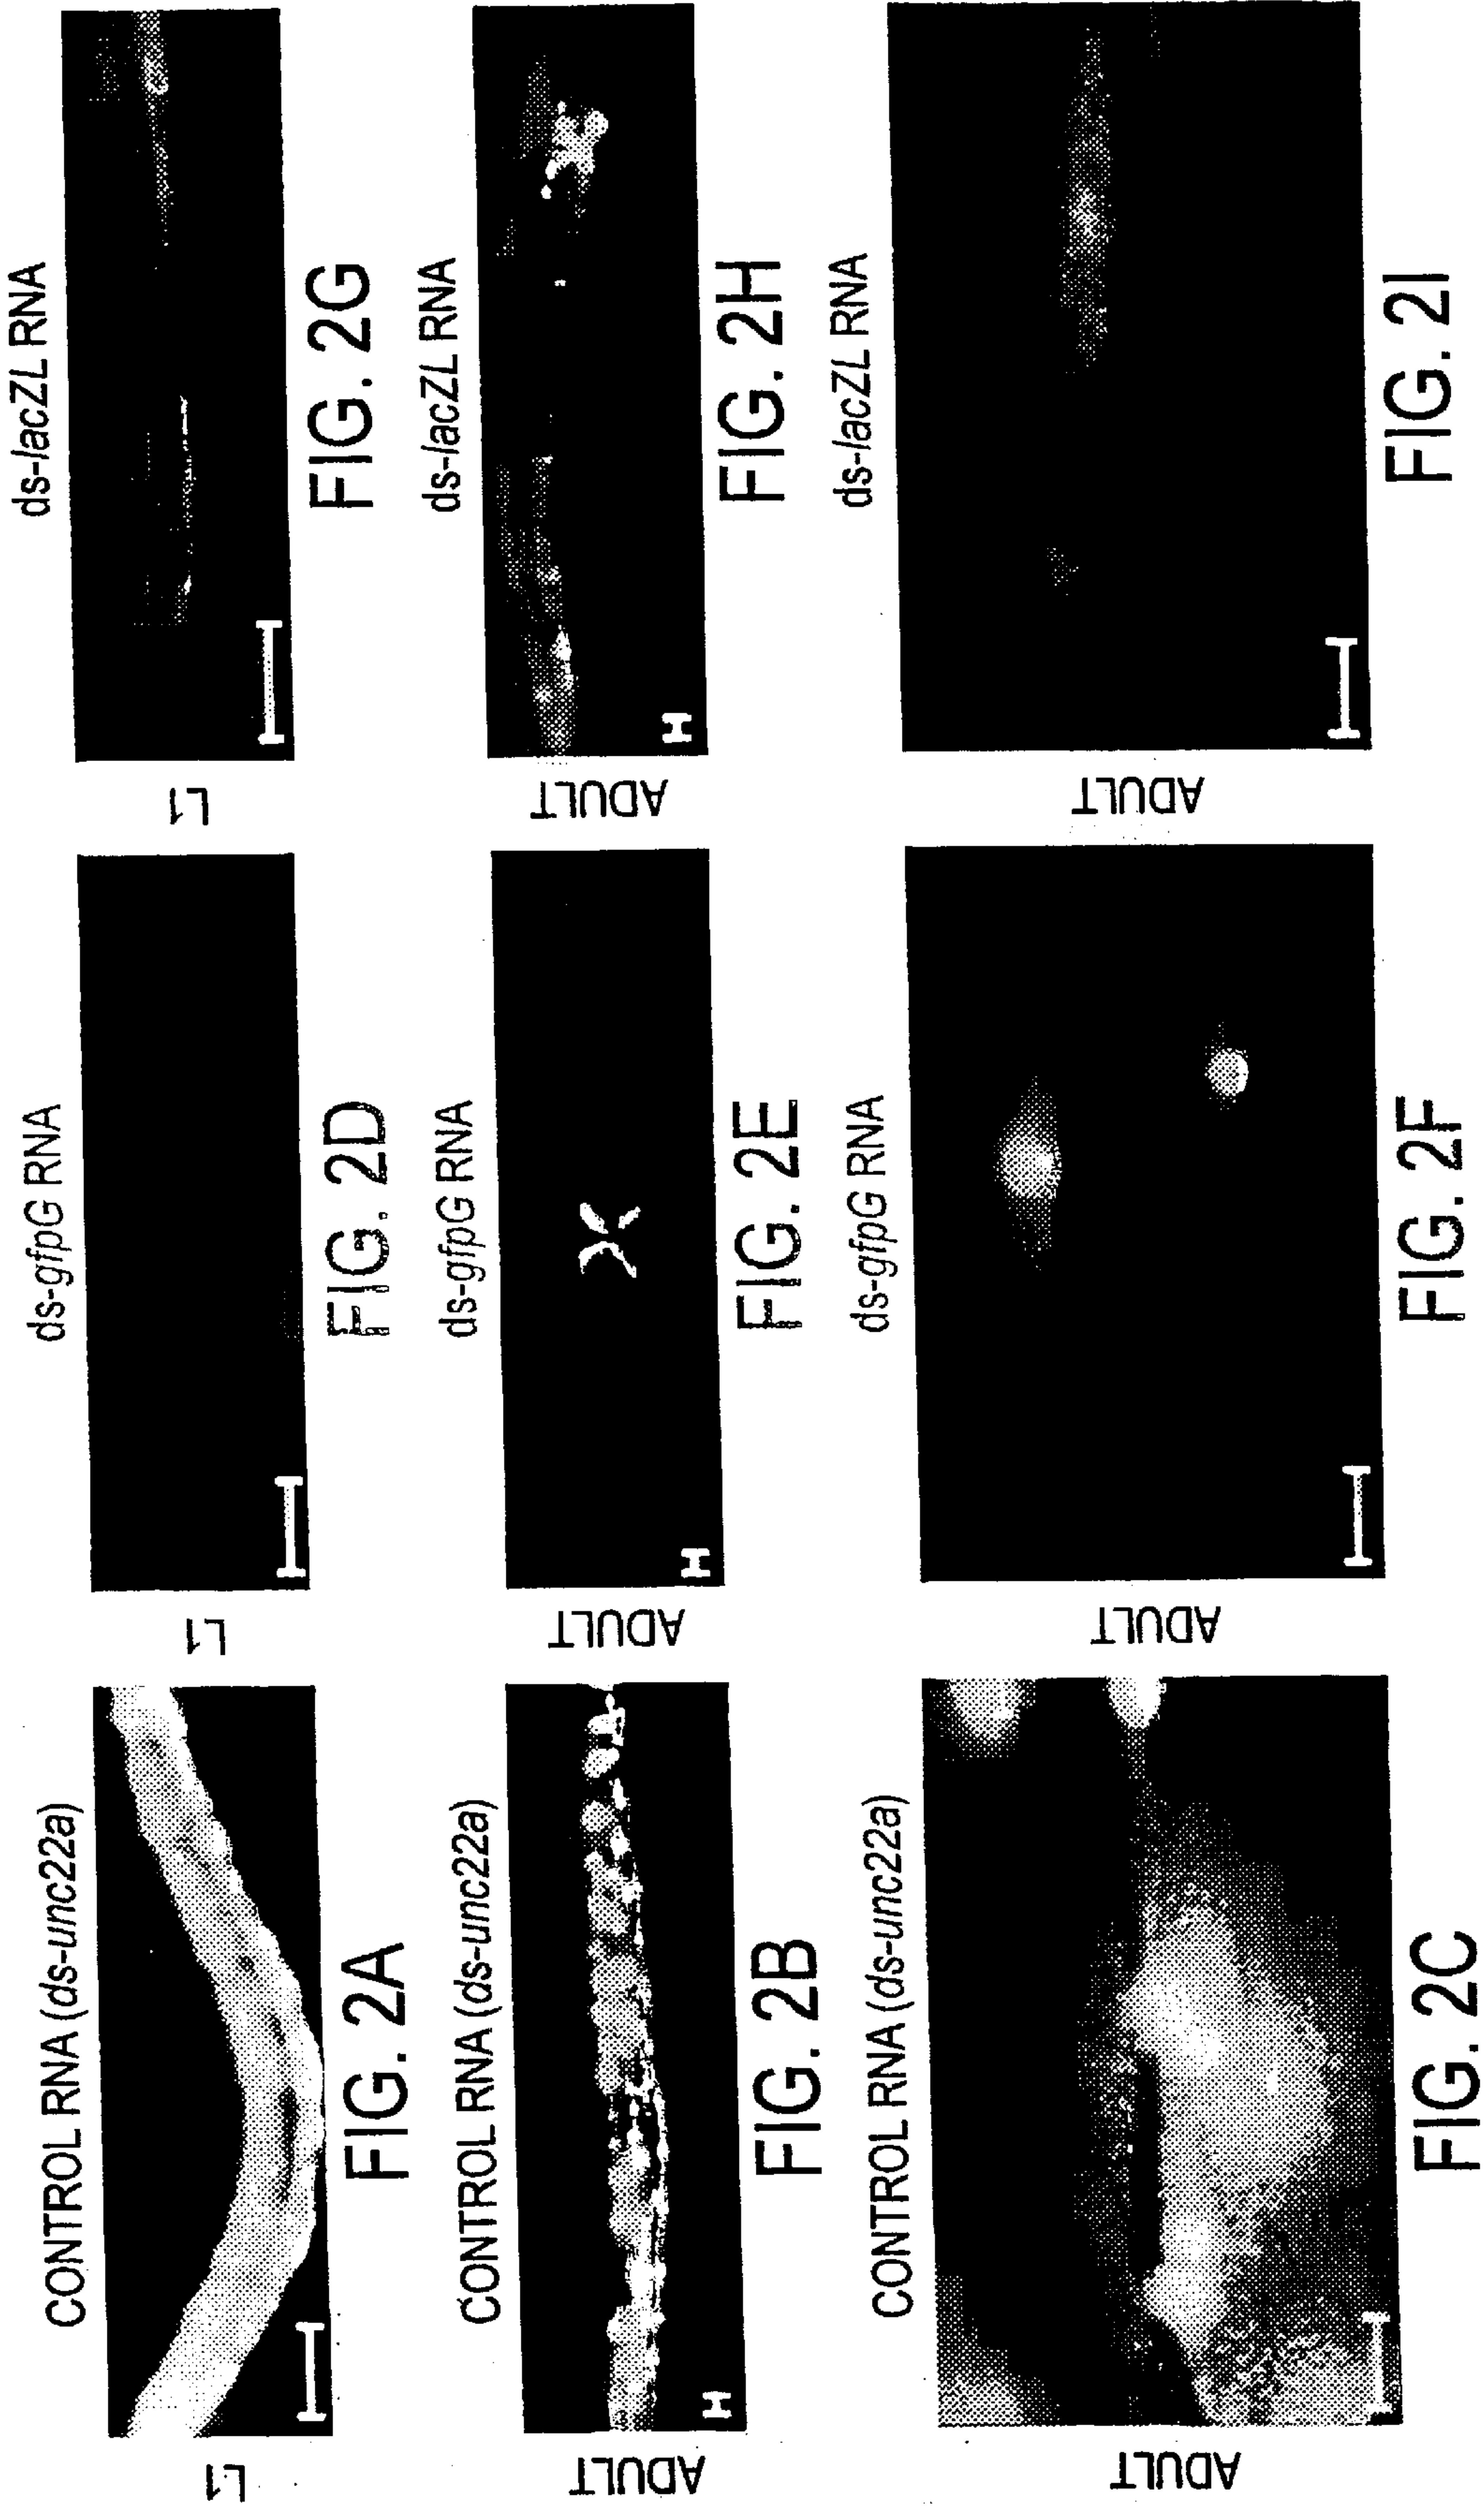 CONTROL RNA (ds-unc22a)
L1
FIG. 2A
ds-gfpG RNA
L1
FIG. 2D
ds-lacZL RNA
L1
FIG. 2G
CONTROL RNA (ds-unc22a)
ADULT
FIG. 2B
ds-gfpG RNA
ADULT
FIG. 2E
ds-lacZL RNA
ADULT
FIG. 2H
CONTROL RNA (ds-unc22a)
ADULT
FIG. 2C
ds-gfpG RNA
ADULT
FIG. 2F
ds-lacZL RNA
ADULT
FIG. 2I